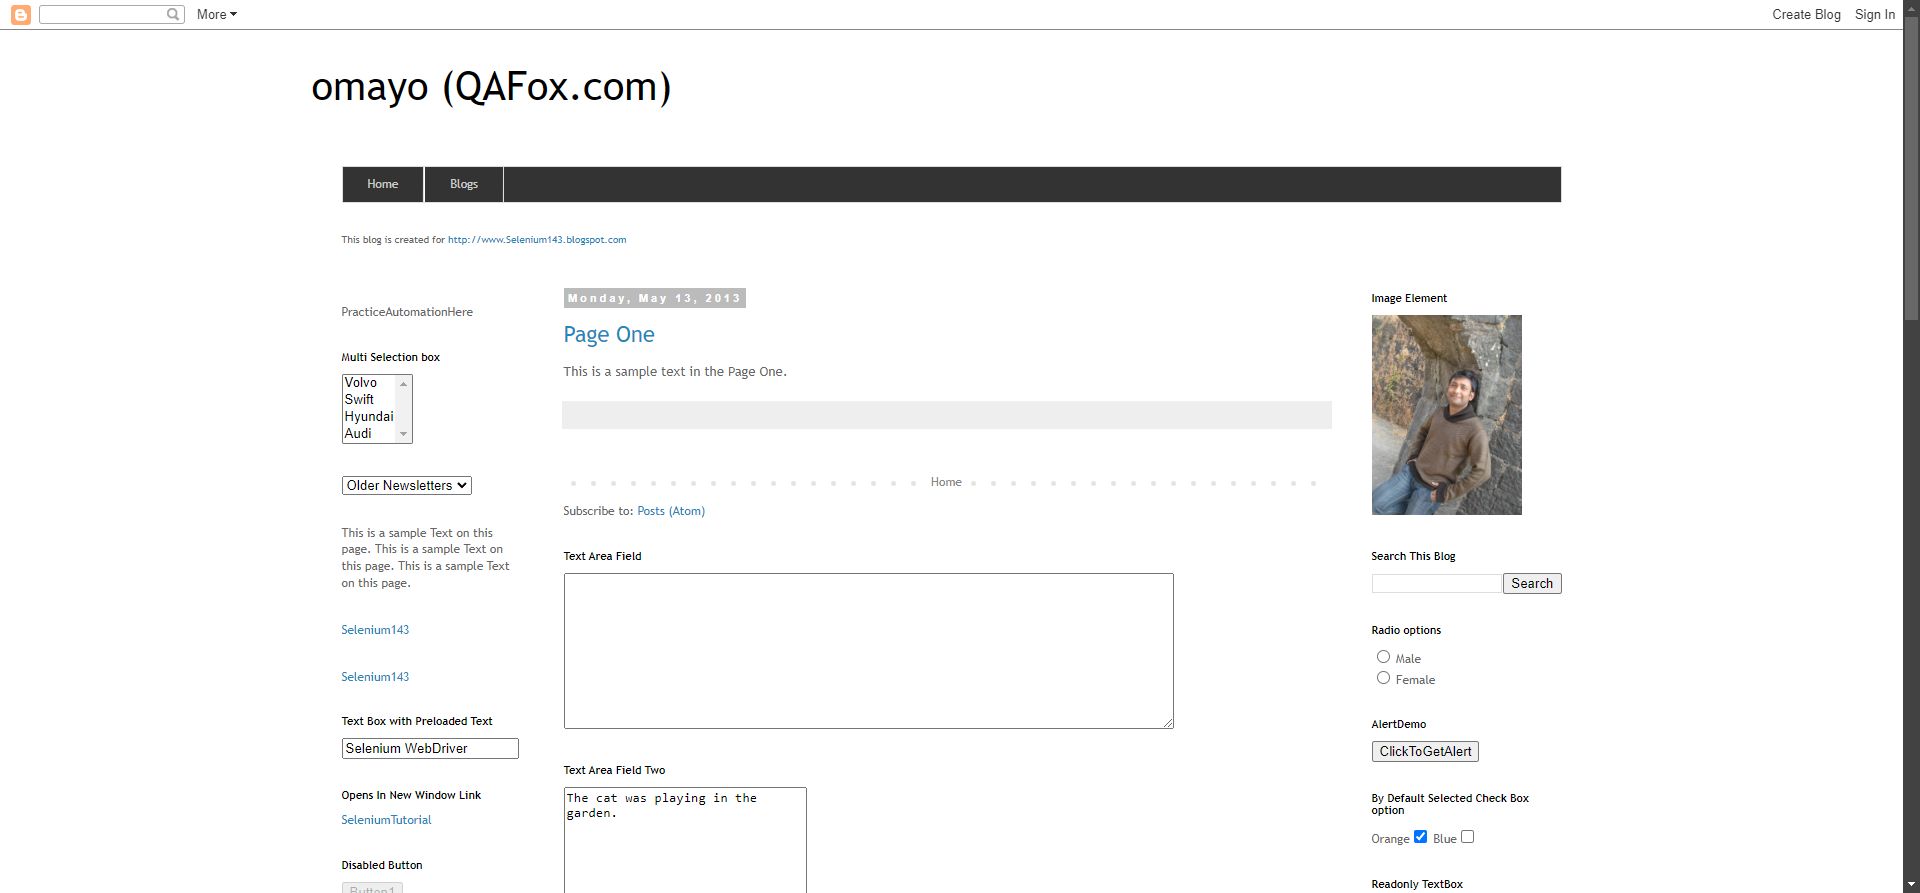 More
Create Blog
Sign In
omayo (QAFox.com)
Home
Blogs
This blog is created for http://www.Selenium143.blogspot.com
PracticeAutomationHere
Multi Selection box
Volvo
Swift
Hyundai
Audi
Older Newsletters
This is a sample Text on this
page. This is a sample Text on
this page. This is a sample Text
on this page.
Selenium143
Selenium143
Text Box with Preloaded Text
Selenium WebDriver
Opens In New Window Link
SeleniumTutorial
Disabled Button
Button1
Monday, May 13, 2013
Page One
This is a sample text in the Page One.
Home
Subscribe to: Posts (Atom)
Text Area Field
Text Area Field Two
The cat was playing in the
garden.
Image Element
Search This Blog
Search
Radio options
Male
Female
AlertDemo
ClickToGetAlert
By Default Selected Check Box
option
Orange Blue
Readonly TextBox